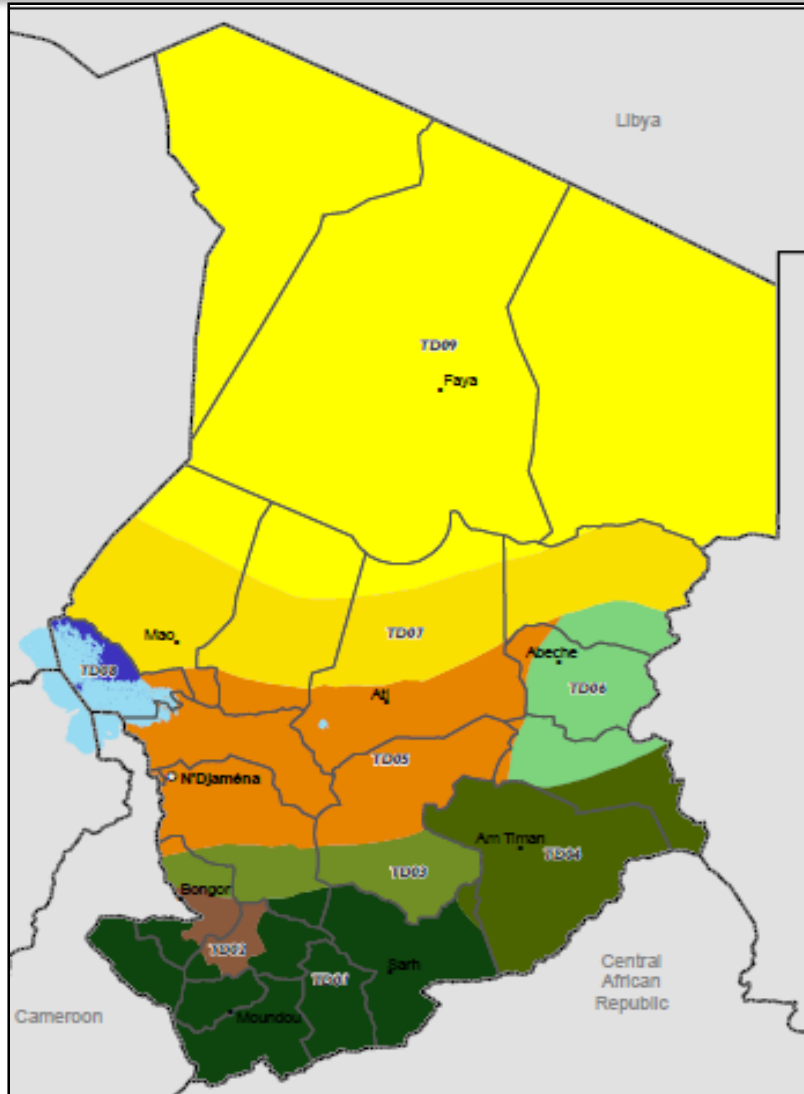 Libya
TD09
Faya
Mao
TD07
Abeche
TD08
TD06
Ati
N'Djaména
TD05
Am Timan
TD04
TD03
Bongor
TD02
Sarh
TD01
Central
African
Republic
Cameroon
Moundou